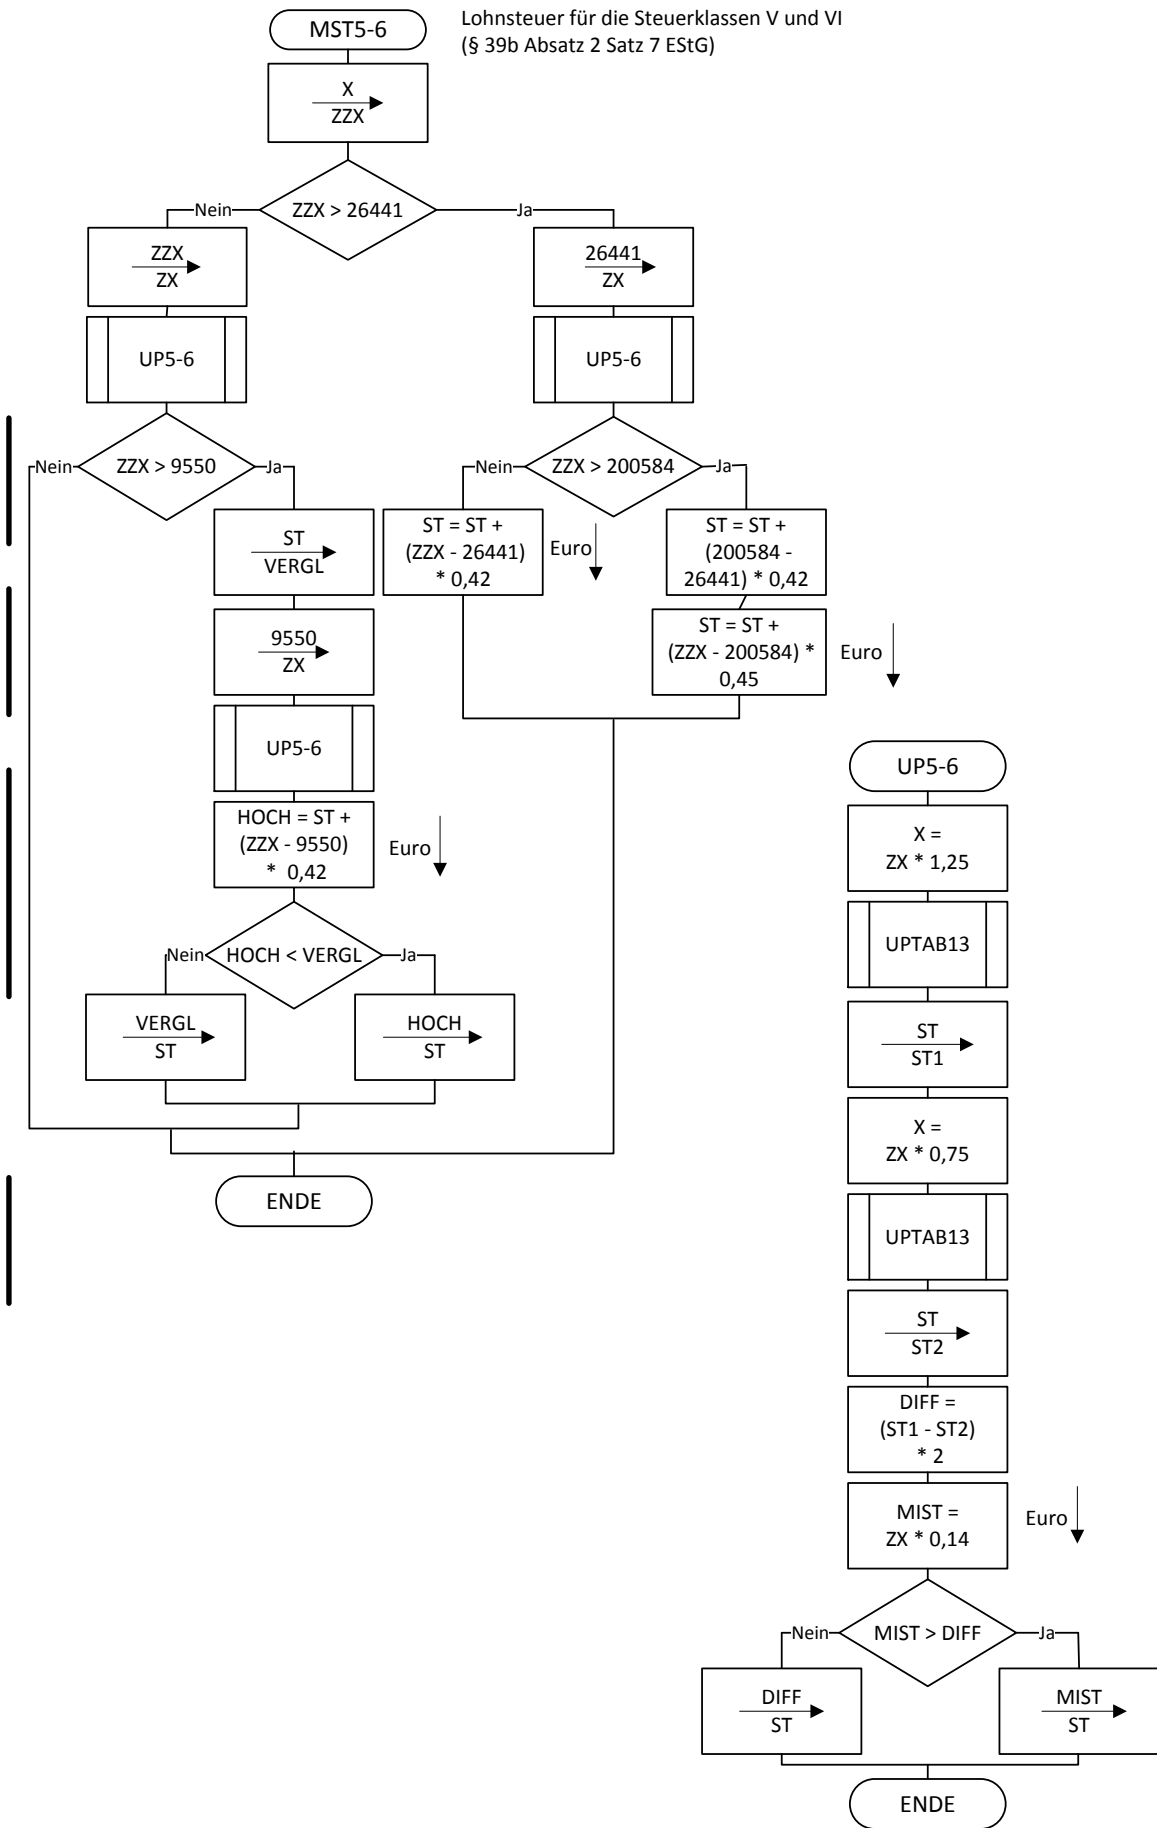 MST5-6
Lohnsteuer für die Steuerklassen V und VI
(§ 39b Absatz 2 Satz 7 EStG)
X
ZZX
Nein
ZZX > 26441
Ja
ZZX
ZX
26441
ZX
UP5-6
UP5-6
Nein
ZZX > 9550
Ja
Nein
ZZX > 200584
Ja
ST
VERGL
ST = ST +
(ZZX - 26441)
* 0,42
Euro
ST = ST +
(200584 -
26441) * 0,42
9550
ZX
ST = ST +
(ZZX - 200584) *
0,45
Euro
UP5-6
HOCH = ST +
(ZZX - 9550)
* 0,42
Euro
Nein
HOCH < VERGL
Ja
VERGL
ST
HOCH
ST
ENDE
UP5-6
X =
ZX * 1,25
UPTAB13
ST
ST1
X =
ZX * 0,75
UPTAB13
ST
ST2
DIFF =
(ST1 - ST2)
* 2
MIST =
ZX * 0,14
Euro
Nein
MIST > DIFF
Ja
DIFF
ST
MIST
ST
ENDE